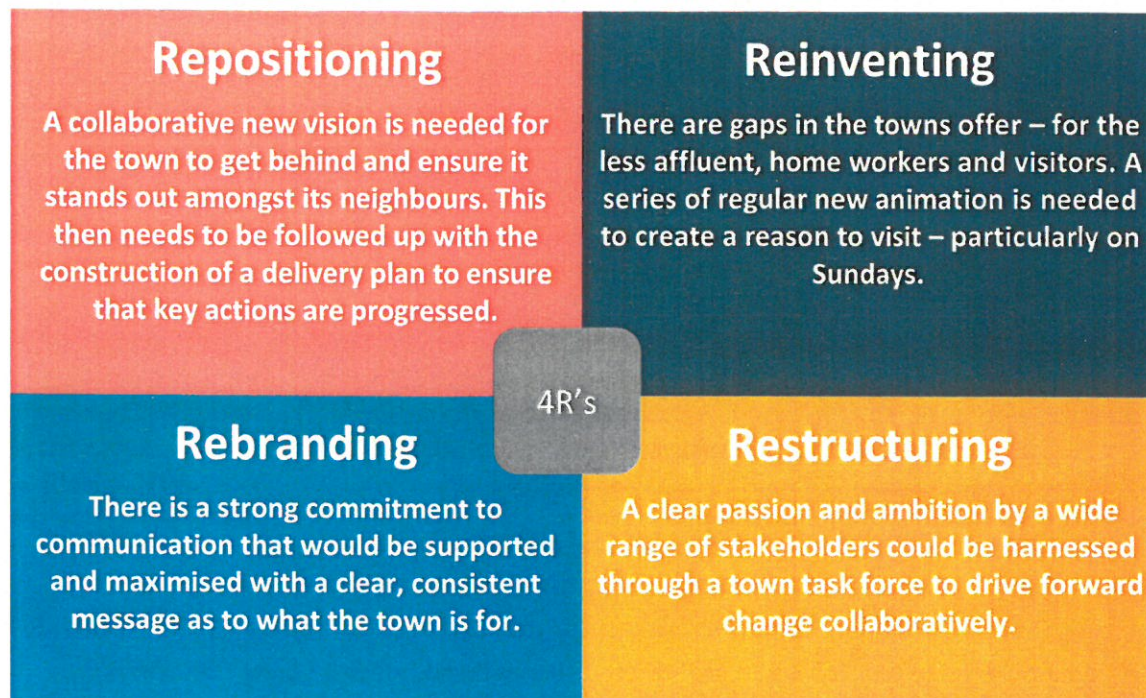 Repositioning
A collaborative new vision is needed for
the town to get behind and ensure it
stands out amongst its neighbours. This
then needs to be followed up with the
construction of a delivery plan to ensure
that key actions are progressed.
Reinventing
There are gaps in the towns offer – for the
less affluent, home workers and visitors. A
series of regular new animation is needed
to create a reason to visit – particularly on
Sundays.
4R's
Rebranding
There is a strong commitment to
communication that would be supported
and maximised with a clear, consistent
message as to what the town is for.
Restructuring
A clear passion and ambition by a wide
range of stakeholders could be harnessed
through a town task force to drive forward
change collaboratively.